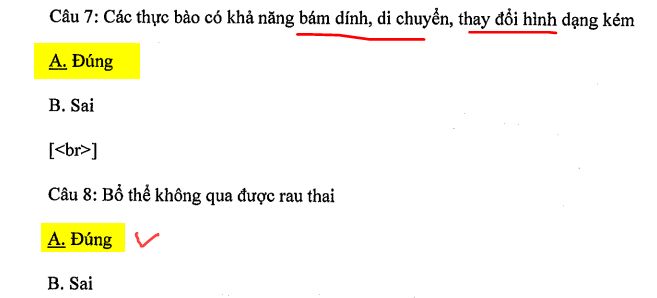 Câu 7: Các thực bào có khả năng bám dính, di chuyển, thay đổi hình dạng kém
A. Đúng
B. Sai
[<br>]
Câu 8: Bổ thể không qua được rau thai
A. Đúng
B. Sai